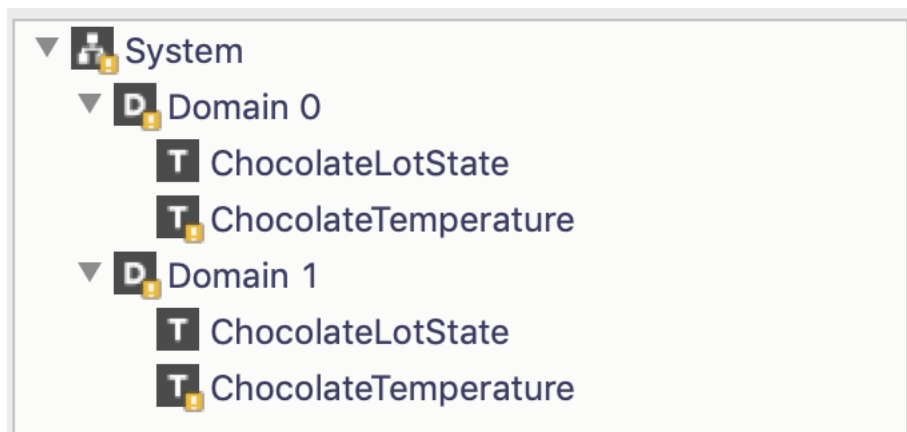 System
D Domain 0
T ChocolateLotState
T ChocolateTemperature
D Domain 1
T ChocolateLotState
T ChocolateTemperature